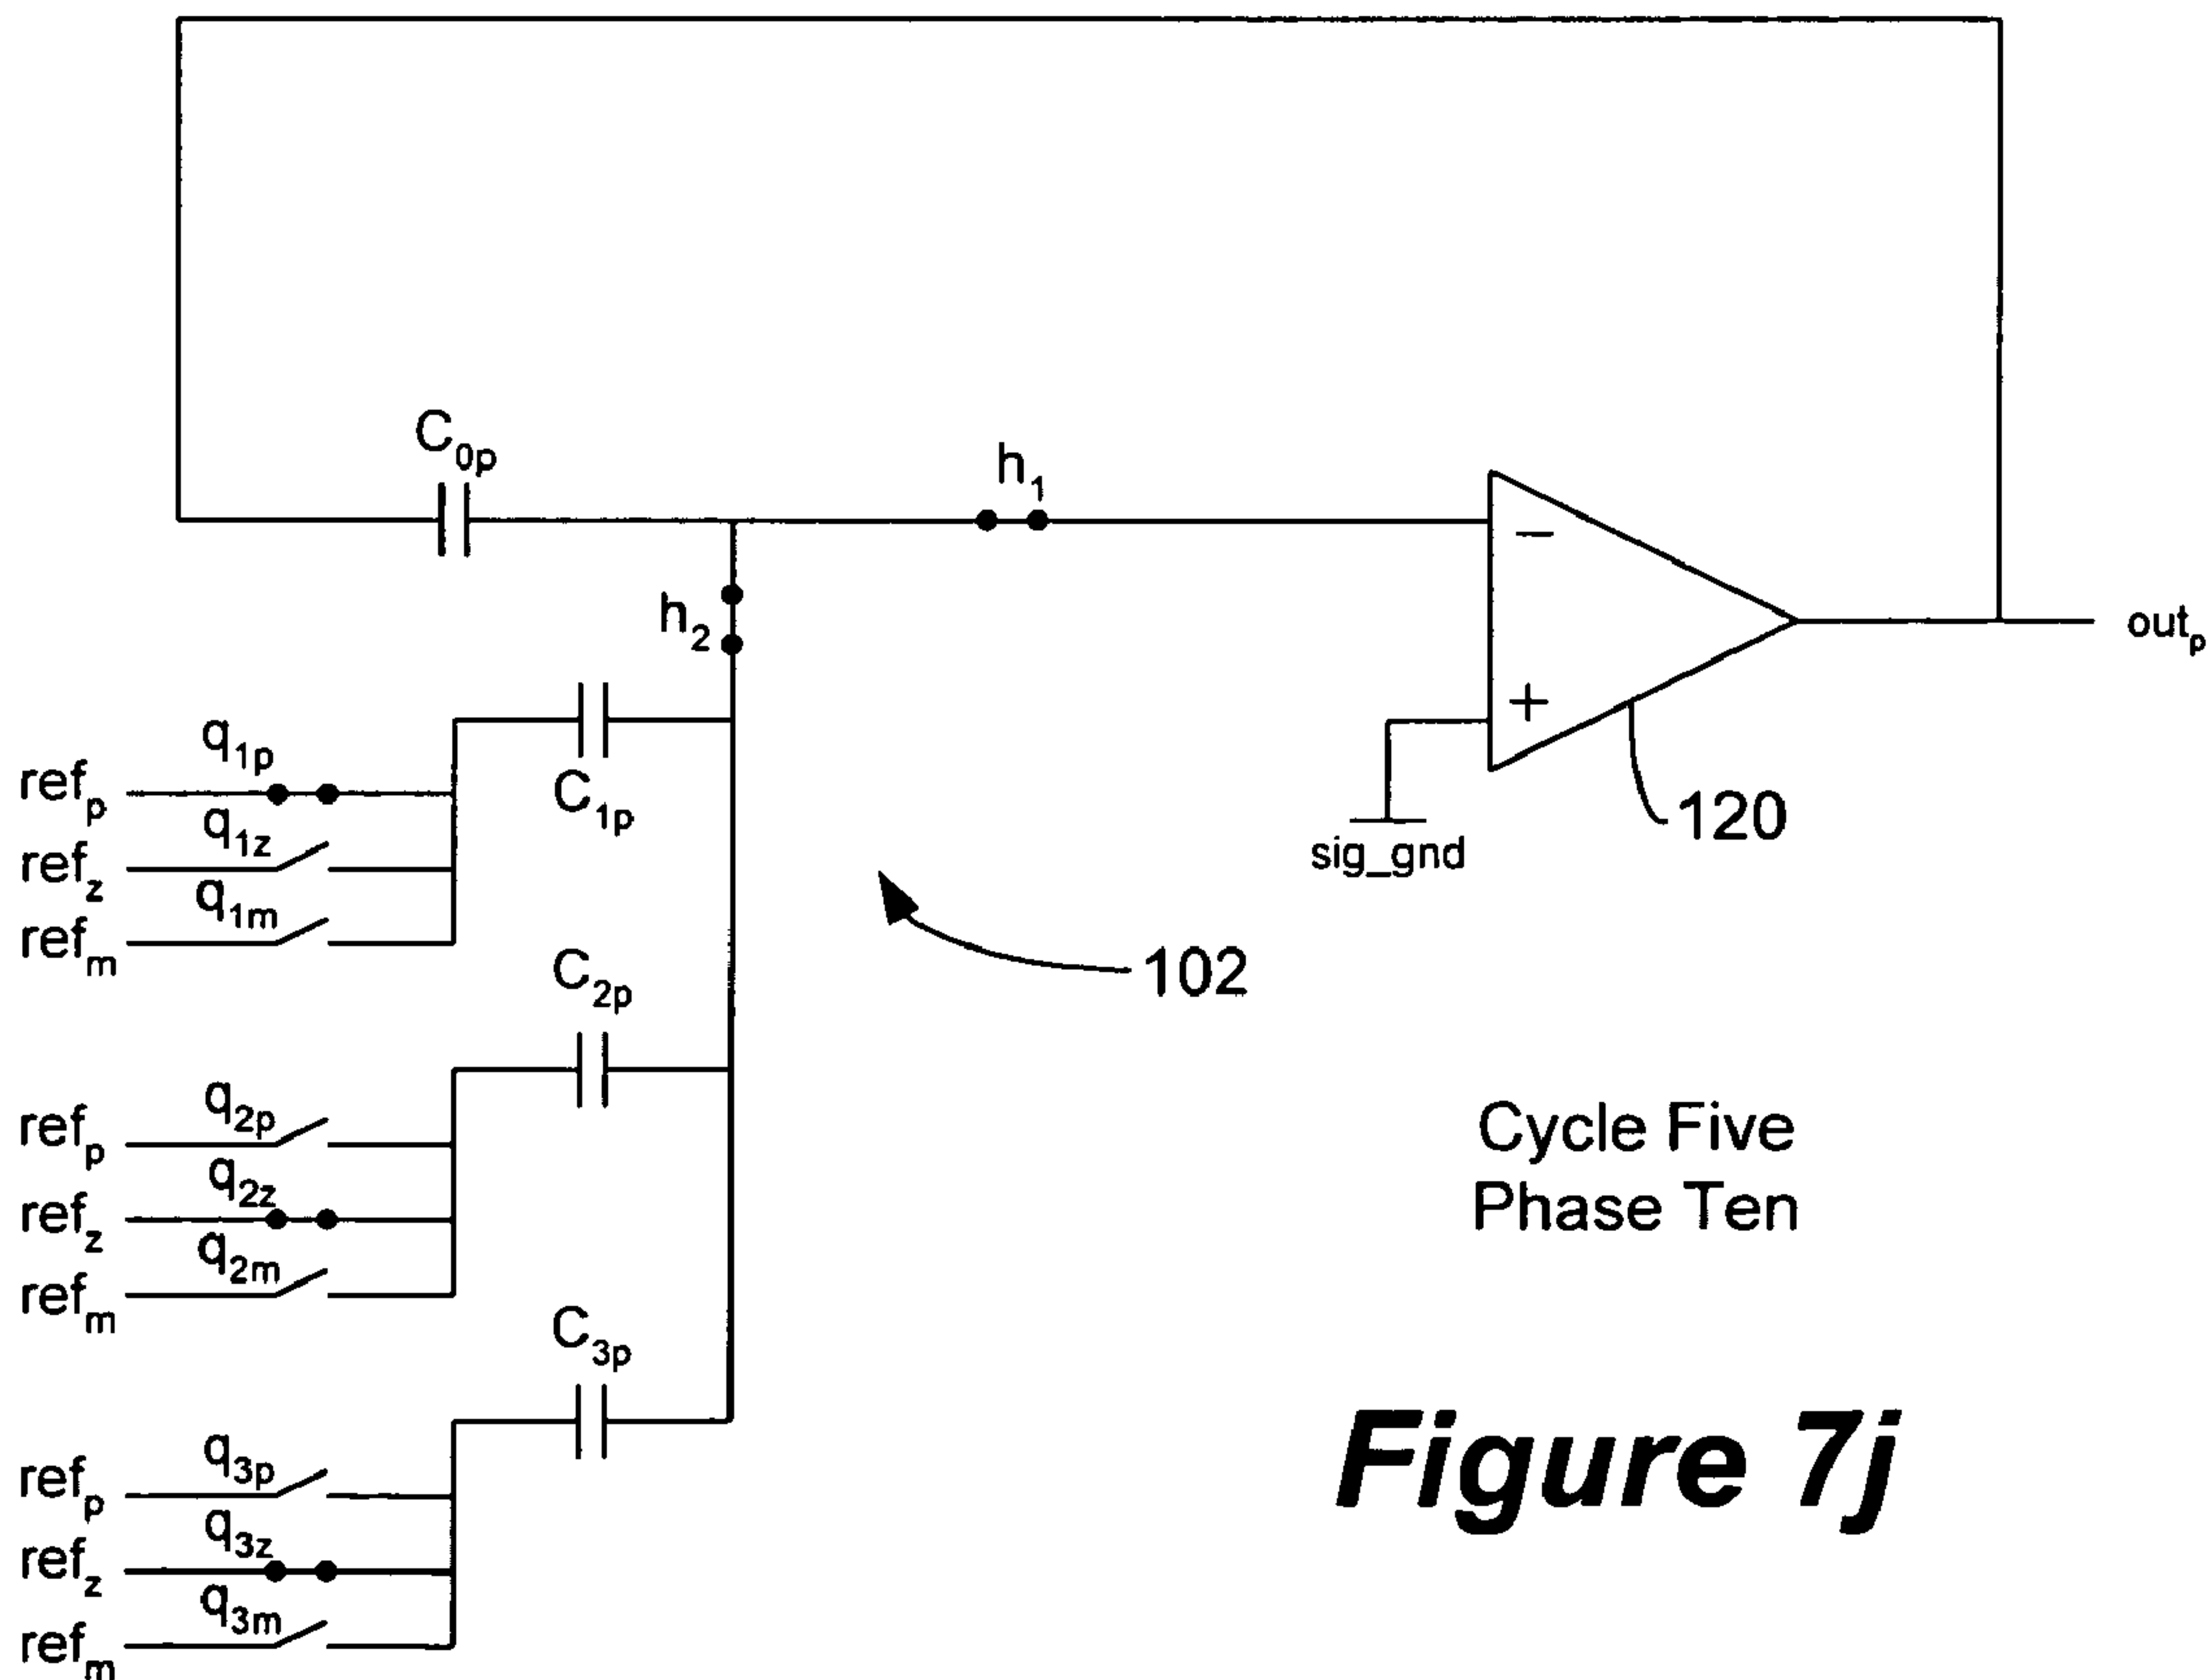 C0p
h1
h2
outp
−
+
q1p
refp
C1p
q1z
refz
q1m
refm
120
sig_gnd
102
C2p
q2p
refp
q2z
refz
q2m
refm
Cycle Five
Phase Ten
C3p
q3p
refp
q3z
refz
q3m
refm
Figure 7j